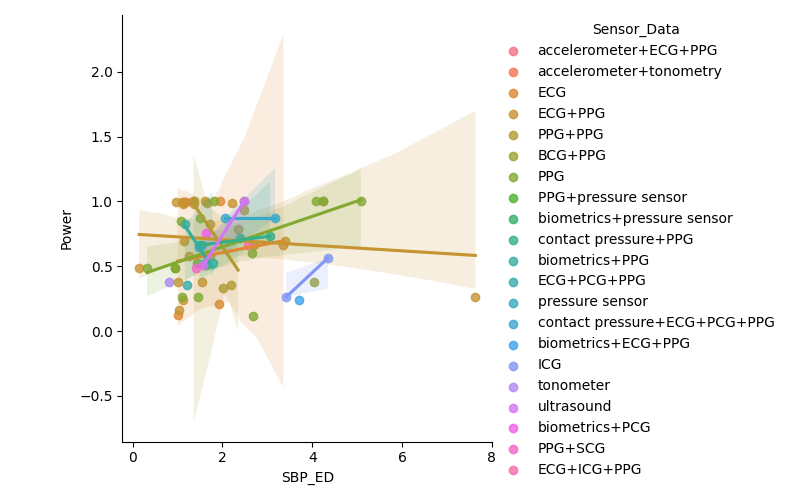 Sensor_Data
accelerometer+ECG+PPG
accelerometer+tonometry
ECG
ECG+PPG
PPG+PPG
BCG+PPG
PPG
PPG+pressure sensor
biometrics+pressure sensor
contact pressure+PPG
biometrics+PPG
ECG+PCG+PPG
pressure sensor
contact pressure+ECG+PCG+PPG
biometrics+ECG+PPG
ICG
tonometer
ultrasound
biometrics+PCG
PPG+SCG
ECG+ICG+PPG
Power
2.0
1.5
1.0
0.5
0.0
−0.5
0 2 4 6 8
SBP_ED